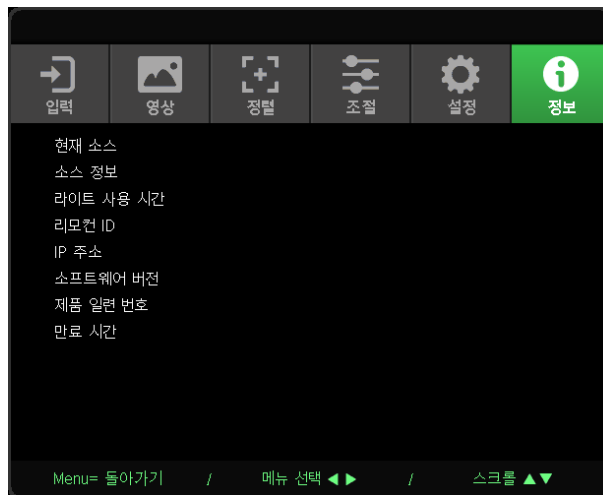 입력 영상 정렬 조절 설정 정보
현재 소스
소스 정보
라이트 사용 시간
리모컨 ID
IP 주소
소프트웨어 버전
제품 일련 번호
만료 시간
Menu= 돌아가기 / 메뉴 선택 ◀ ▶ / 스크롤 ▲▼